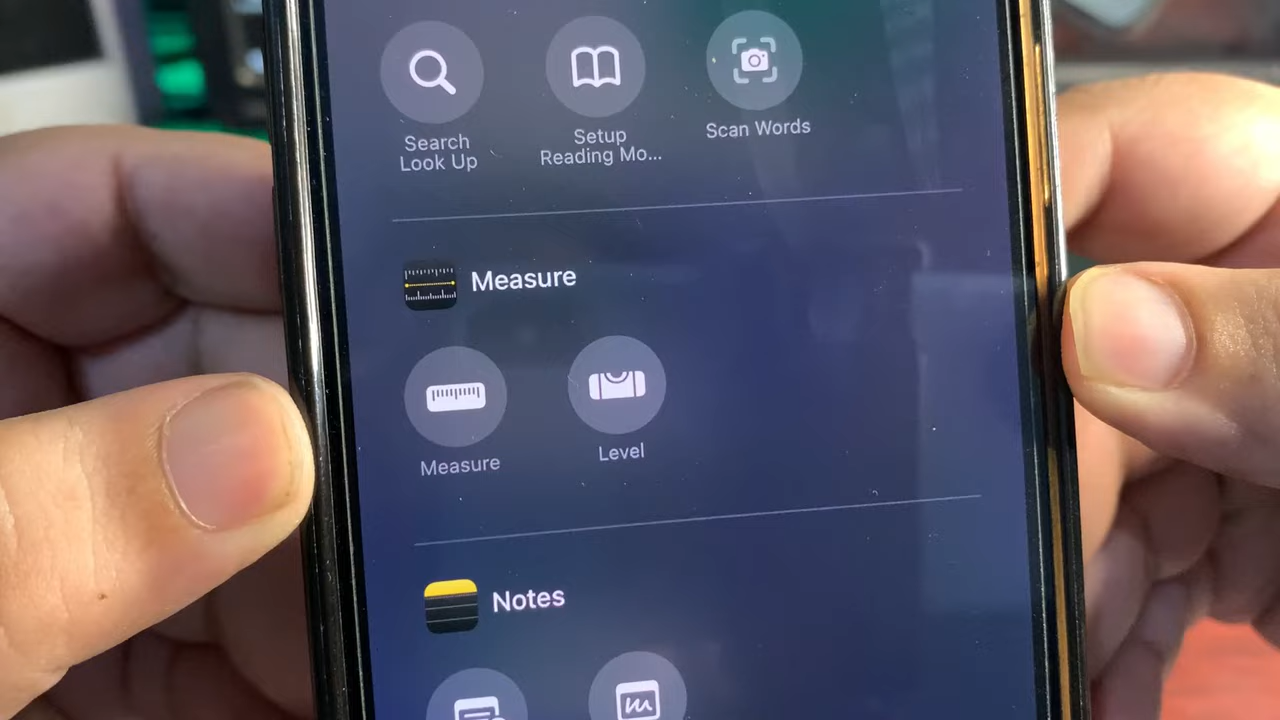 Search
Look Up
Setup
Reading Mo...
Scan Words
Measure
Measure
Level
Notes